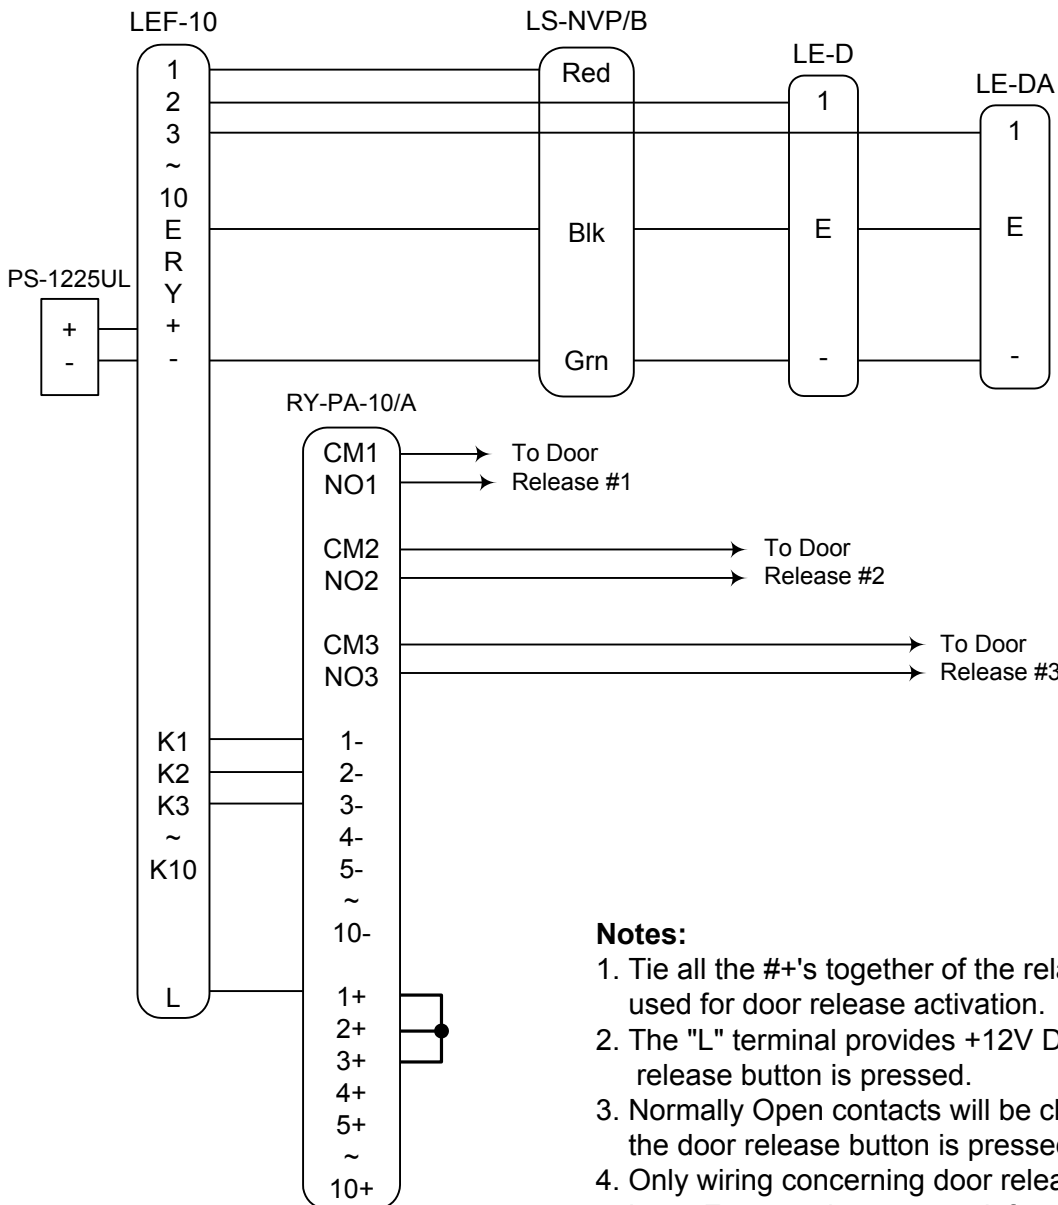 LEF-10
1
2
3
~
10
E
R
Y
+
-
K1
K2
K3
~
K10
L
PS-1225UL
+
-
LS-NVP/B
Red
Blk
Grn
LE-D
1
E
-
LE-DA
1
E
-
RY-PA-10/A
CM1
NO1
CM2
NO2
CM3
NO3
1-
2-
3-
4-
5-
~
10-
1+
2+
3+
4+
5+
~
10+
To Door
Release #1
To Door
Release #2
To Door
Release #3
Notes:
1. Tie all the #+'s together of the
used for door release activation.
2. The "L" terminal provides +12V
release button is pressed.
3. Normally Open contacts will be
the door release button is
4. Only wiring concerning door